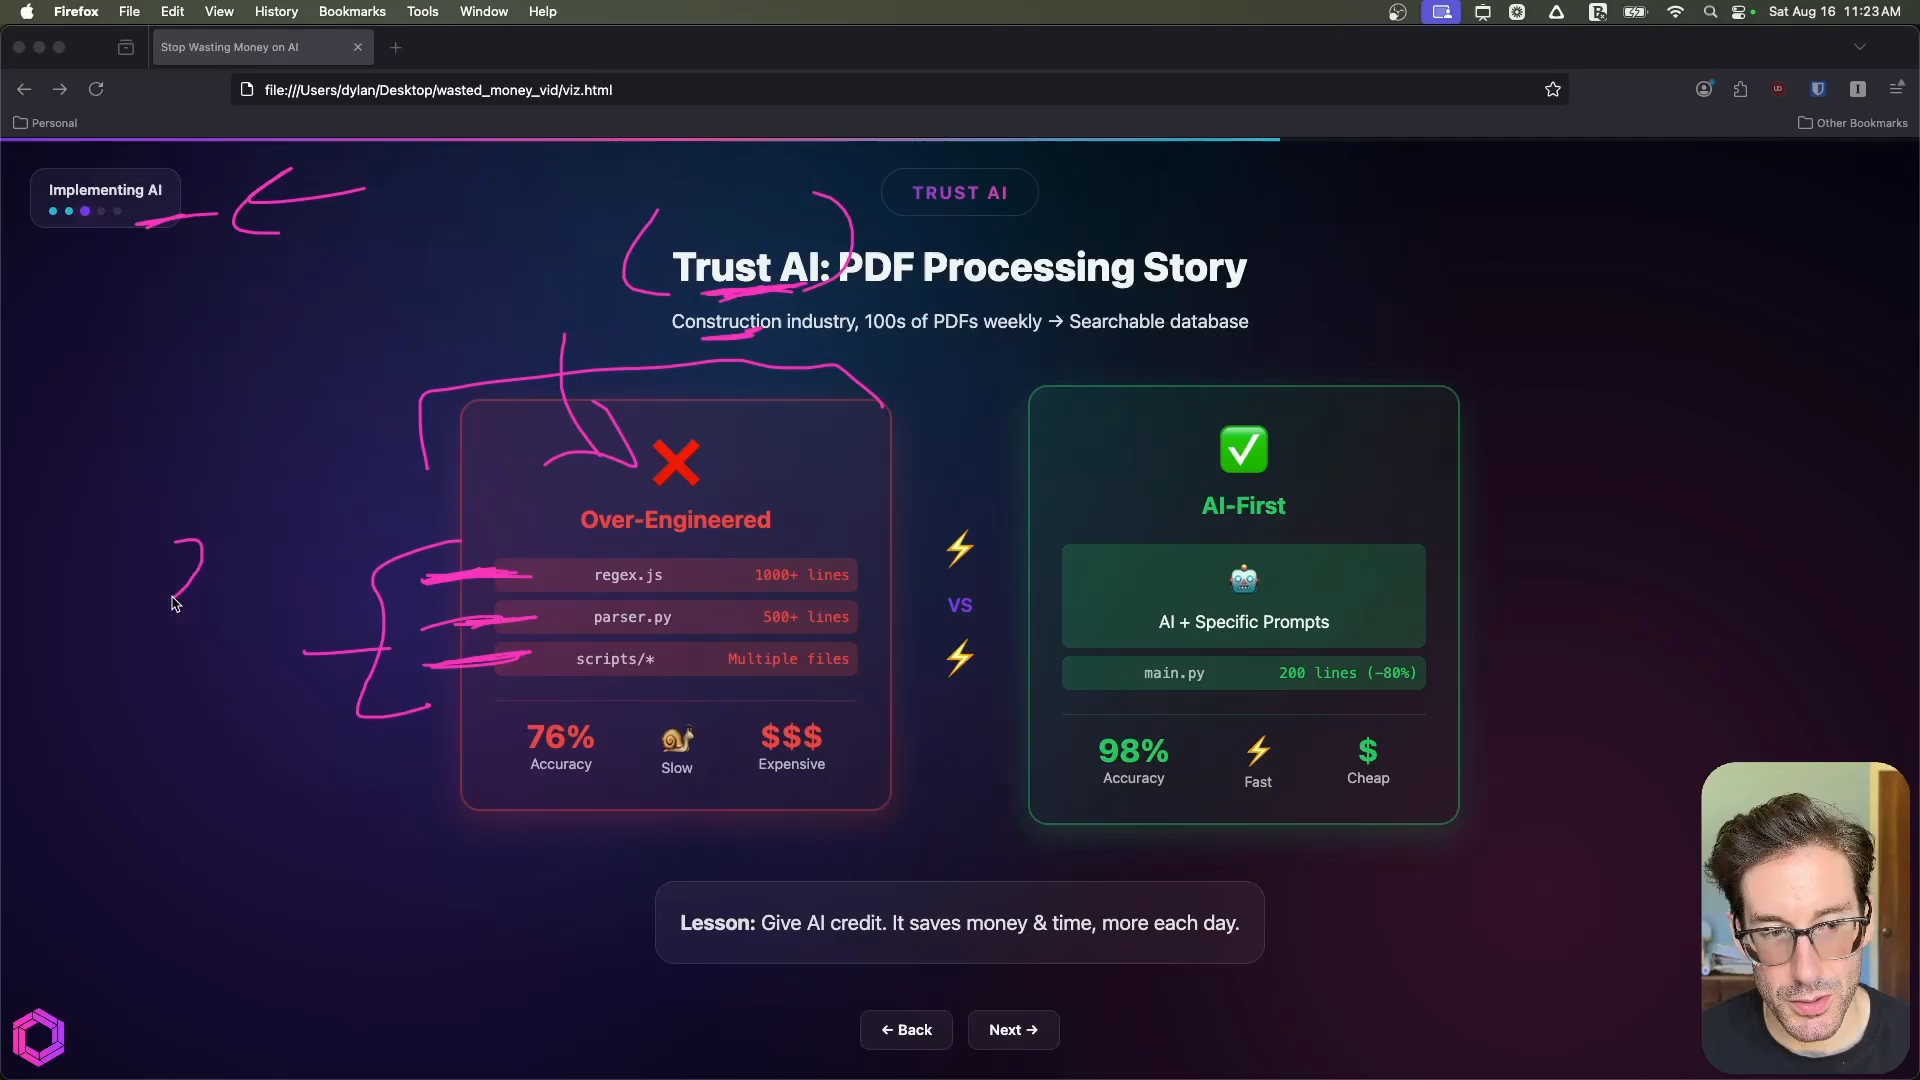 Firefox File Edit View History Bookmarks Tools Window Help Sat Aug 16 11:23 AM
Stop Wasting Money on AI
file:///Users/dylan/Desktop/wasted_money_vid/viz.html
Personal
Other Bookmarks
Implementing AI
TRUST AI
Trust AI: PDF Processing Story
Construction industry, 100s of PDFs weekly → Searchable database
Over-Engineered
regex.js 1000+ lines
parser.py 500+ lines
scripts/* Multiple files
76%
Accuracy
Slow
$$$
Expensive
VS
AI-First
AI + Specific Prompts
main.py 200 lines (-80%)
98%
Accuracy
Fast
$
Cheap
Lesson: Give AI credit. It saves money & time, more each day.
← Back
Next →